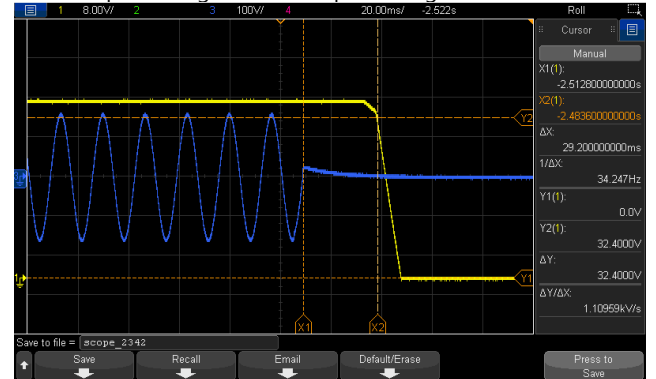 1 8.00V/ 2 3 100V/ 4 20.00ms/ -2.522s Roll
Cursor
Manual
X1(1):
-2.512800000000s
X2(1):
-2.483600000000s
ΔX:
29.200000000ms
1/ΔX:
34.247Hz
Y1(1):
0.0V
Y2(1):
32.4000V
ΔY:
32.4000V
ΔY/ΔX:
1.10959kV/s
Y2
Y1
X1 X2
Save to file = scope_2342
Save Recall Email Default/Erase Press to
Save